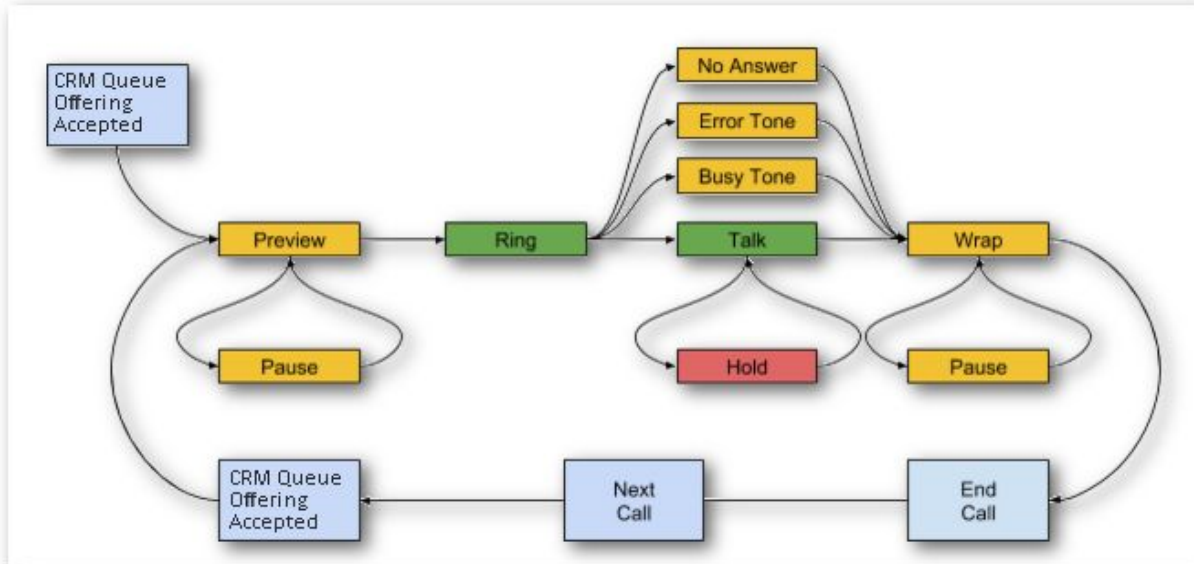 CRM Queue
Offering
Accepted
No Answer
Error Tone
Busy Tone
Preview
Ring
Talk
Wrap
Pause
Hold
Pause
CRM Queue
Offering
Accepted
Next
Call
End
Call